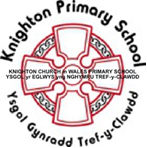 Knighton Primary School
KNIGHTON CHURCH in WALES PRIMARY SCHOOL
YSGOL yr EGLWYS yng NGHYMRU TREF-y-CLAWDD
Ysgol Gynradd Tref-y-Clawdd